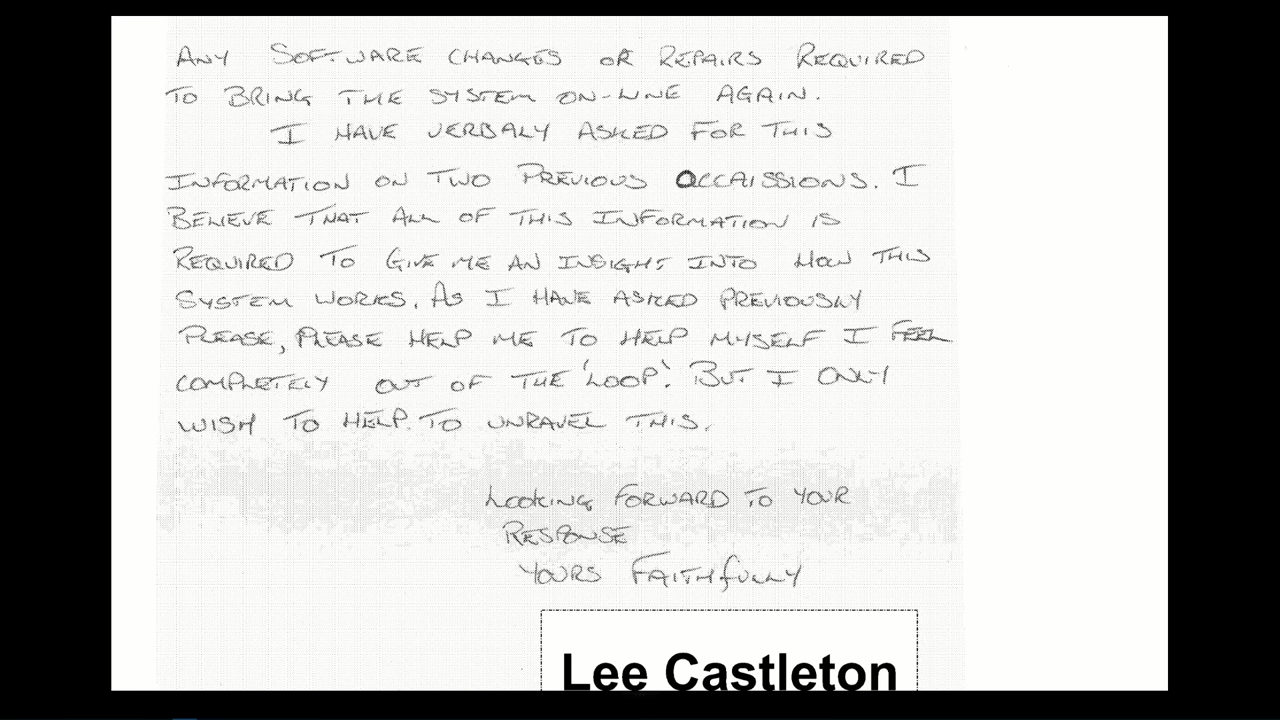 ANY SOFTWARE CHANGES OR REPAIRS REQUIRED
TO BRING THE SYSTEM ON-LINE AGAIN.
I HAVE VERBALY ASKED FOR THIS
INFORMATION ON TWO PREVIOUS OCCAISSIONS. I
BELIEVE THAT ALL OF THIS INFORMATION IS
REQUIRED TO GIVE ME AN INSIGHT INTO HOW THIS
SYSTEM WORKS. AS I HAVE ASKED PREVIOUSLY
PLEASE, PLEASE HELP ME TO HELP MYSELF I FEEL
COMPLETELY OUT OF THE 'LOOP'. BUT I ONLY
WISH TO HELP. TO UNRAVEL THIS.
LOOKING FORWARD TO YOUR
RESPONSE
YOURS FAITHFULLY
Lee Castleton